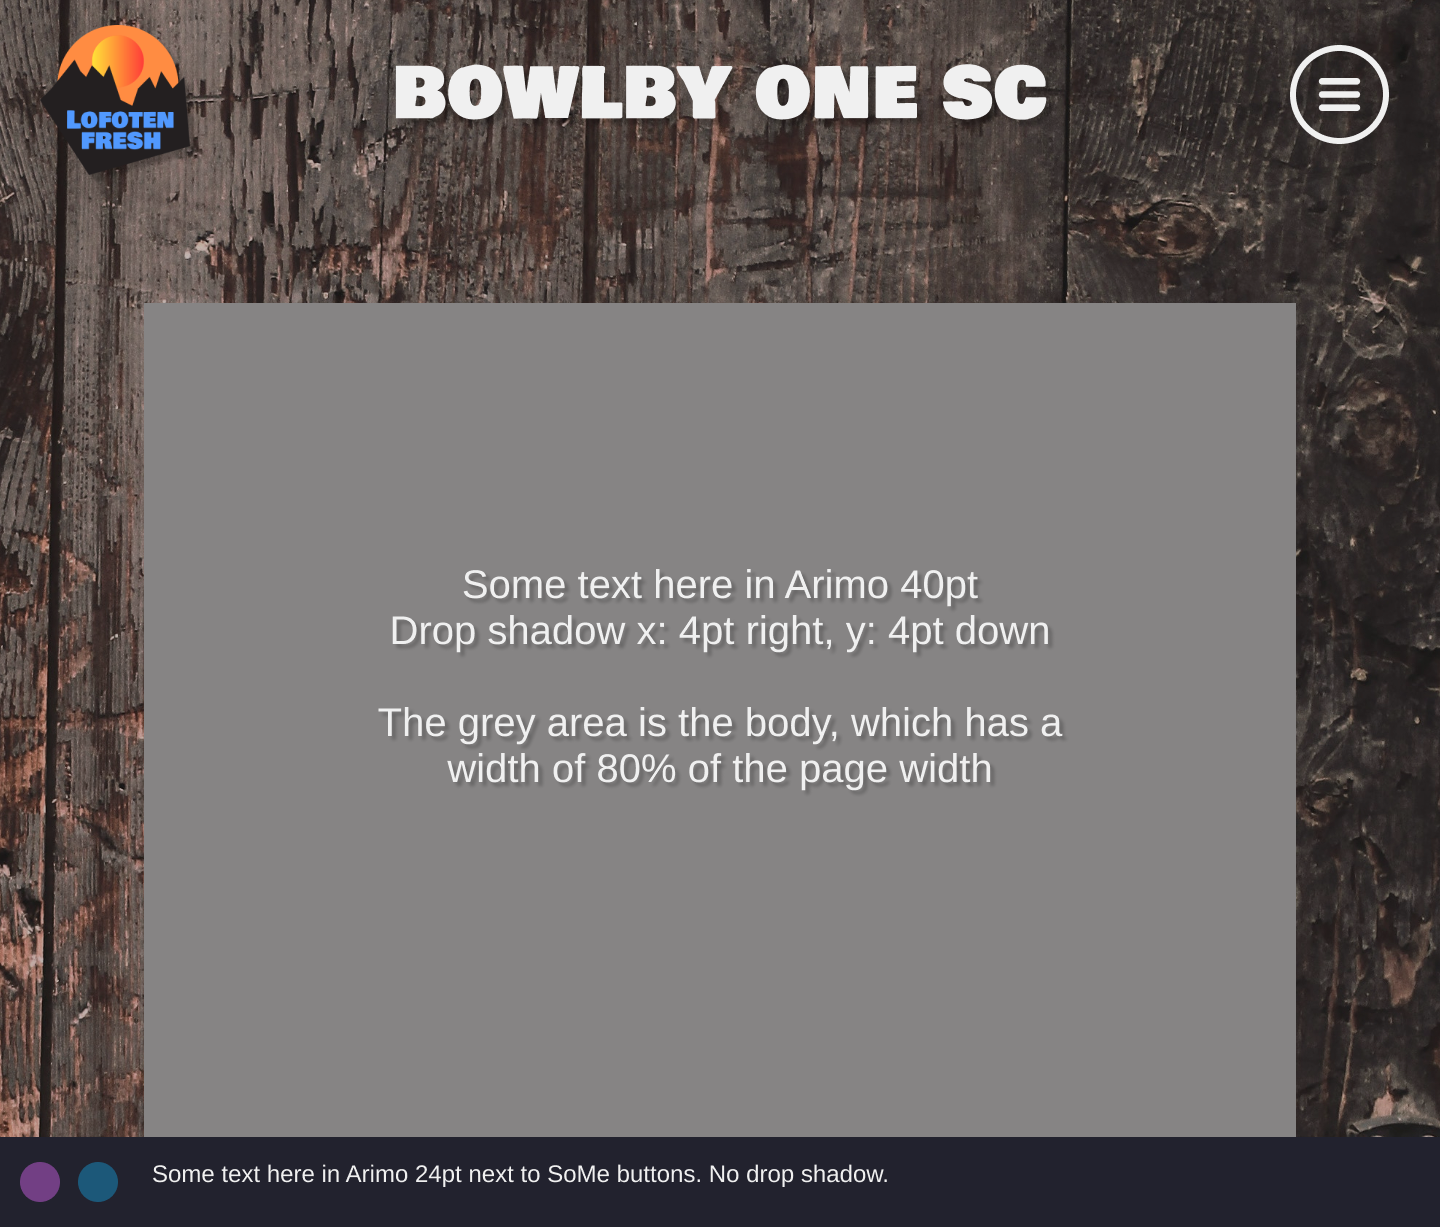 LOFOTEN
FRESH
BOWLBY ONE SC
Some text here in Arimo 40pt
Drop shadow x: 4pt right, y: 4pt down
The grey area is the body, which has a
width of 80% of the page width
Some text here in Arimo 24pt next to SoMe buttons. No drop shadow.